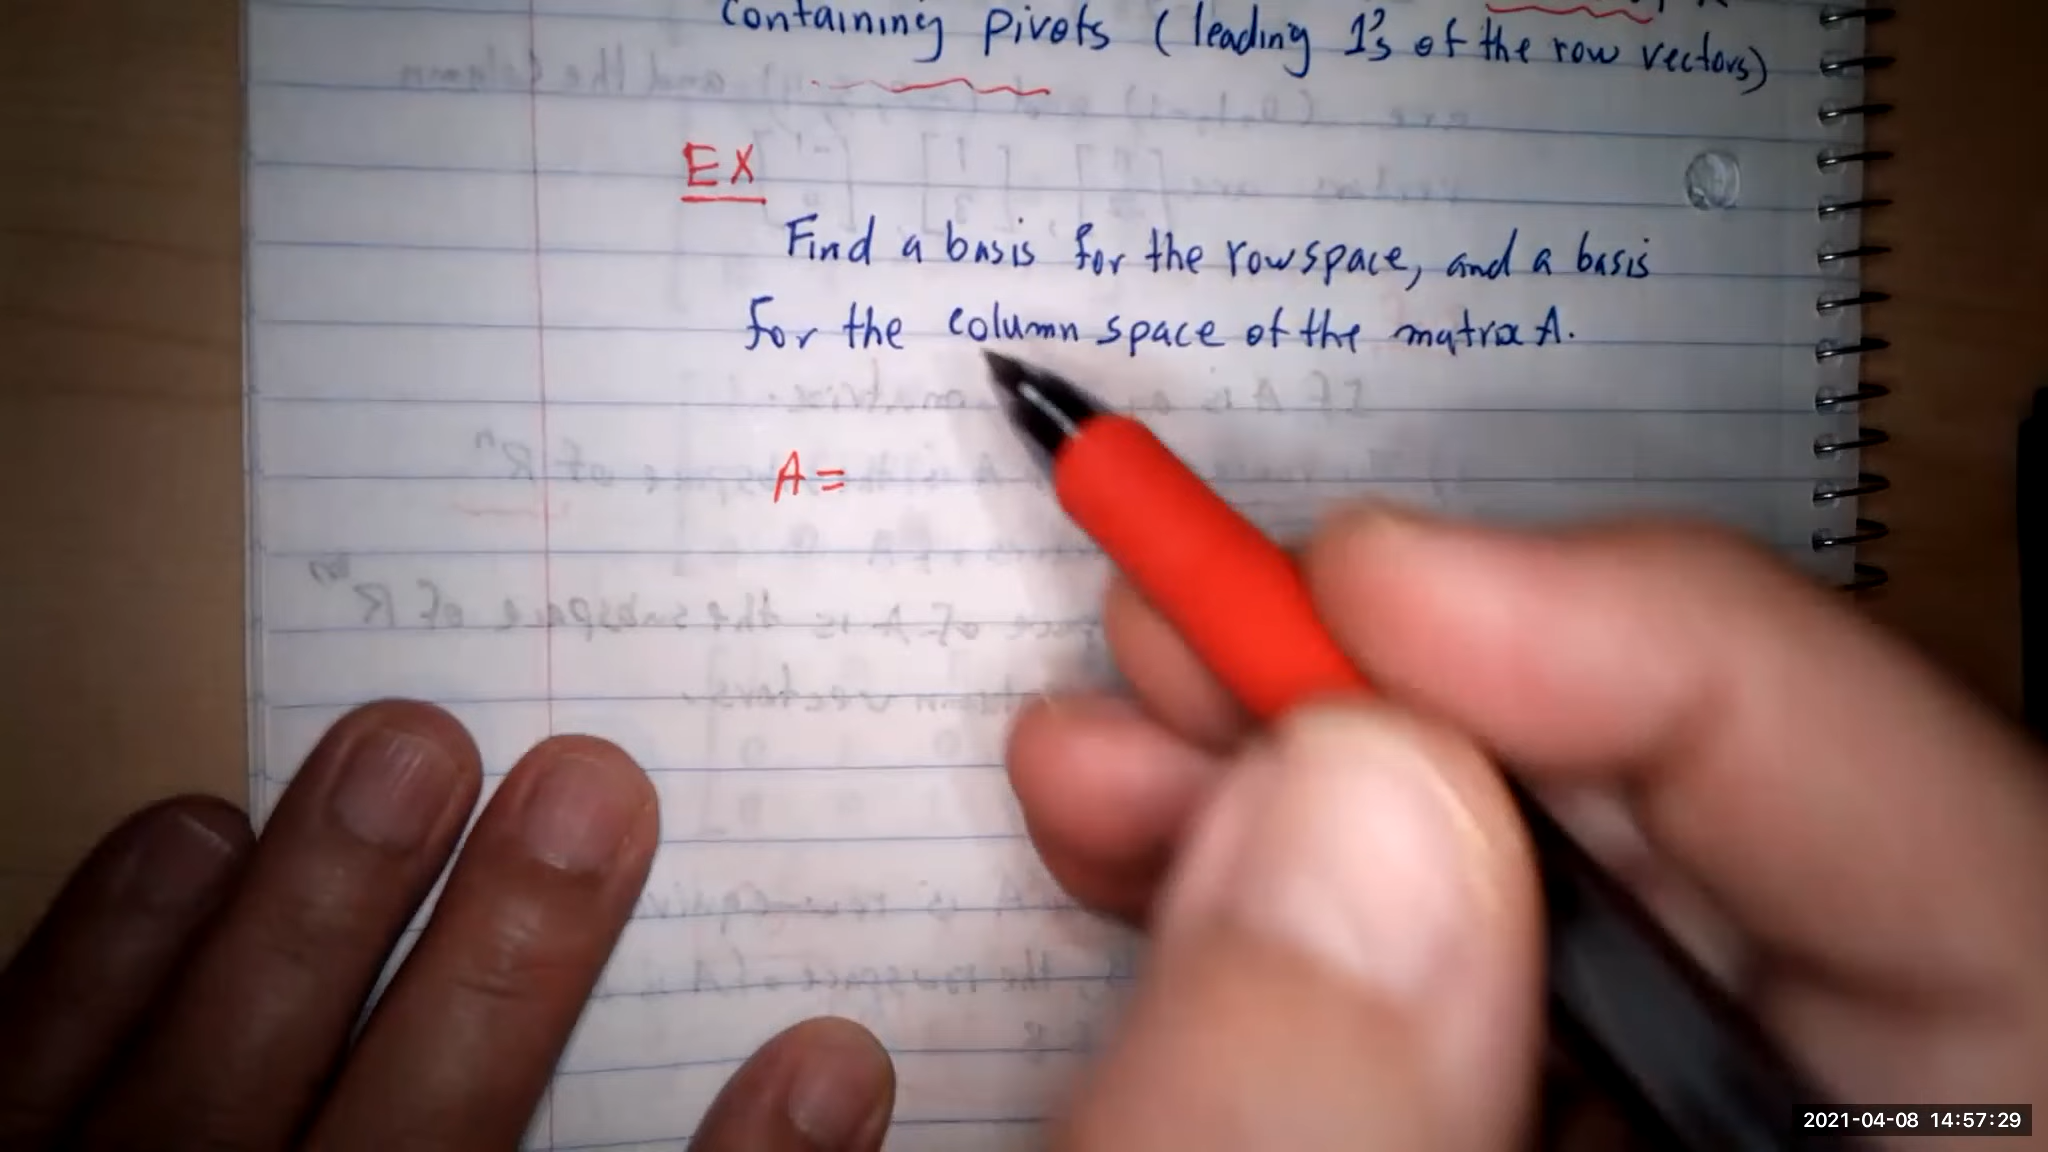 containing pivots (leading 1's of the row vectors)
EX
Find a basis for the rowspace, and a basis
for the column space of the matrix A.
A =
2021-04-08 14:57:29